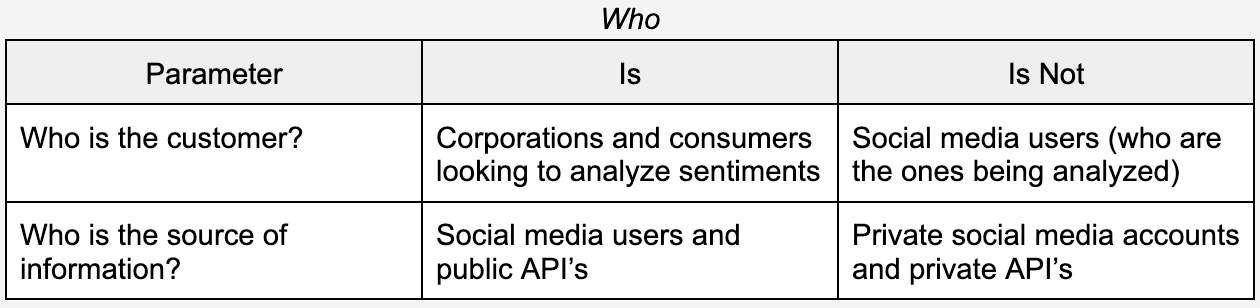 Who
Parameter
Is
Is Not
Who is the customer?
Corporations and consumers
looking to analyze sentiments
Social media users (who are
the ones being analyzed)
Who is the source of
information?
Social media users and
public API’s
Private social media accounts
and private API’s